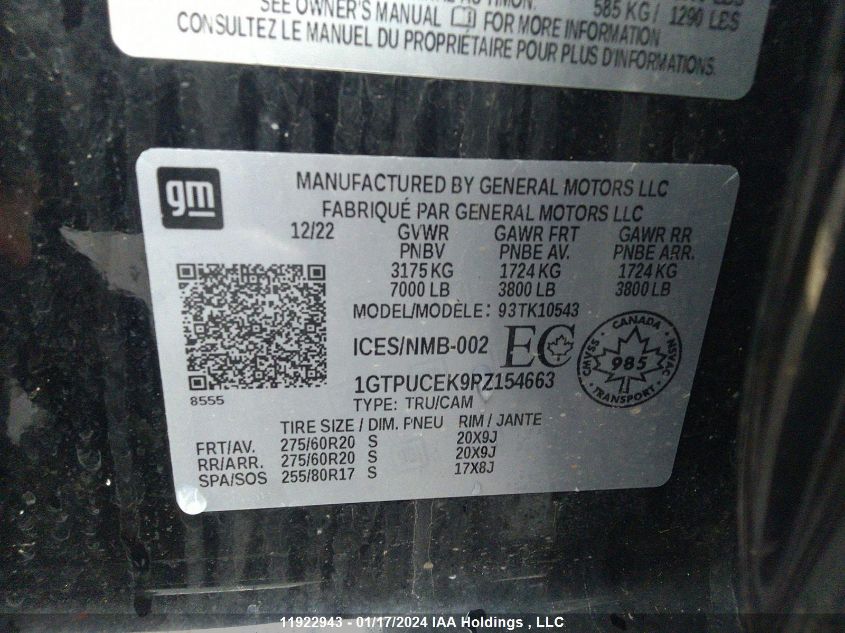 585 KG / 1290 LBS
SEE OWNER'S MANUAL FOR MORE INFORMATION
CONSULTEZ LE MANUEL DU PROPRIÉTAIRE POUR PLUS D'INFORMATIONS.
gm
MANUFACTURED BY GENERAL MOTORS LLC
FABRIQUÉ PAR GENERAL MOTORS LLC
12/22 GVWR GAWR FRT GAWR RR
PNBV PNBE AV. PNBE ARR.
3175 KG 1724 KG 1724 KG
7000 LB 3800 LB 3800 LB
MODEL/MODÈLE: 93TK10543
ICES/NMB-002 EC
CANADA
CMVSS 985 NSVAC
TRANSPORT
8555
1GTPUCEK9PZ154663
TYPE: TRU/CAM
TIRE SIZE / DIM. PNEU RIM / JANTE
FRT/AV. 275/60R20 S 20X9J
RR/ARR. 275/60R20 S 20X9J
SPA/SOS 255/80R17 S 17X8J
11922943 - 01/17/2024 IAA Holdings , LLC